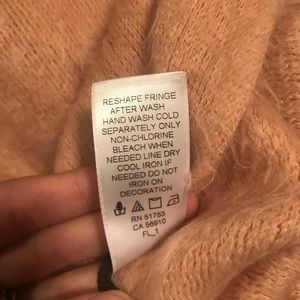 RESHAPE FRINGE
AFTER WASH
HAND WASH COLD
SEPARATELY ONLY
NON-CHLORINE
BLEACH WHEN
NEEDED LINE DRY
COOL IRON IF
NEEDED DO NOT
IRON ON
DECORATION
RN 51783
CA 56910
FL_1